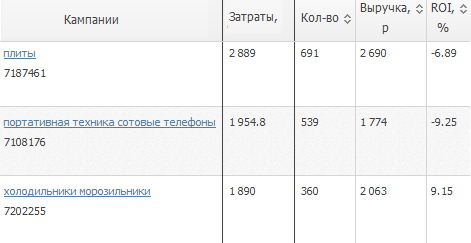 Кампании Затраты, Кол-во Выручка, р ROI, %
плиты 2 889 691 2 690 -6.89
7187461
портативная техника сотовые телефоны 1 954.8 539 1 774 -9.25
7108176
холодильники морозильники 1 890 360 2 063 9.15
7202255